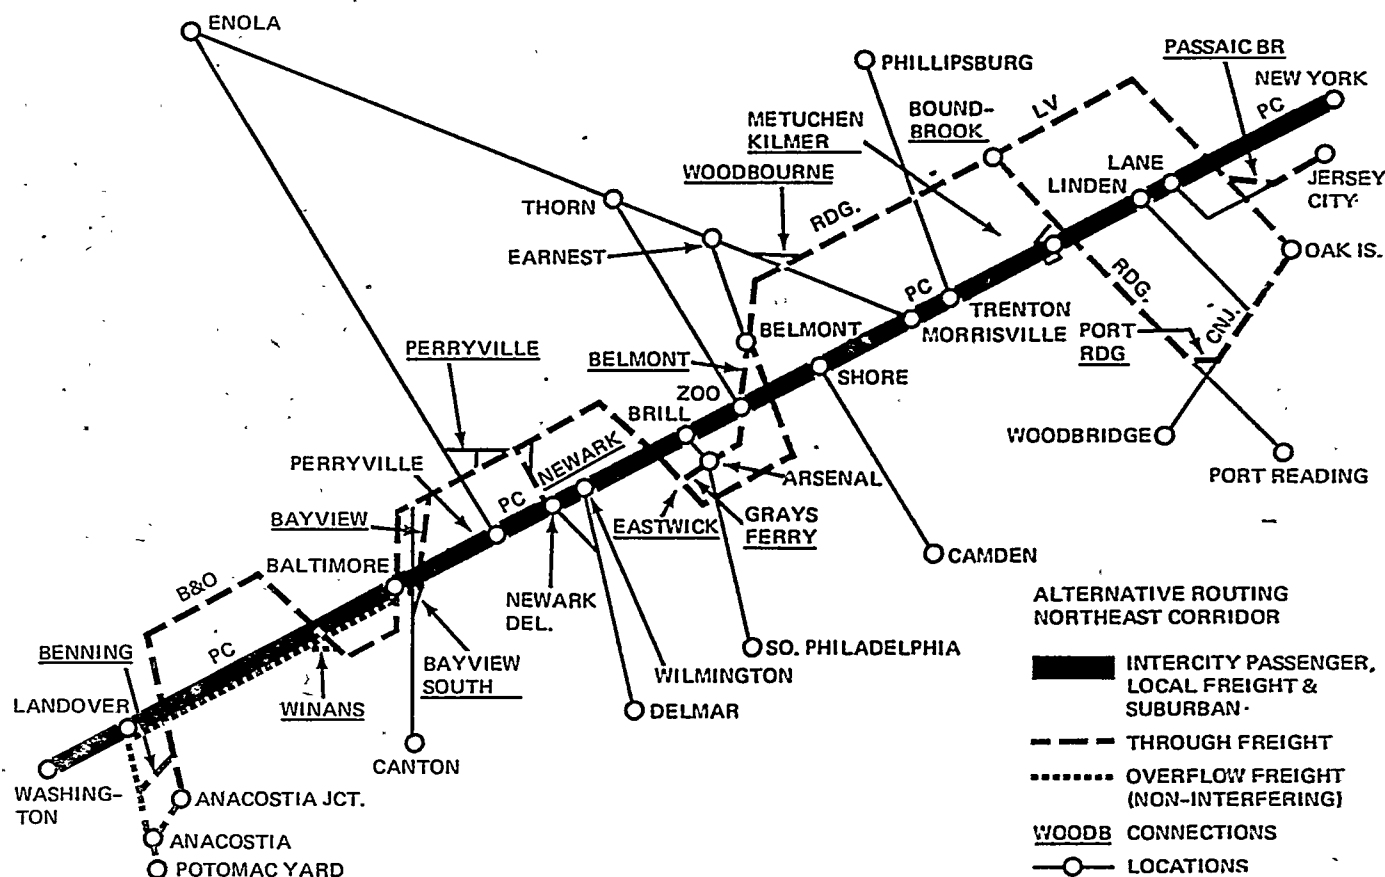 ENOLA
PHILLIPSBURG
PASSAIC BR
NEW YORK
PC
BOUND-
BROOK
LV
METUCHEN
KILMER
LANE
LINDEN
JERSEY
CITY
WOODBOURNE
THORN
RDG.
EARNEST
OAK IS.
RDG.
PC
TRENTON
MORRISVILLE
CNJ.
PORT
RDG
BELMONT
PERRYVILLE
BELMONT
SHORE
ZOO
BRILL
WOODBRIDGE
PORT READING
PERRYVILLE
NEWARK
ARSENAL
PC
EASTWICK
GRAYS
FERRY
BAYVIEW
CAMDEN
BALTIMORE
B&O
NEWARK
DEL.
PC
BENNING
BAYVIEW
SOUTH
SO. PHILADELPHIA
WILMINGTON
LANDOVER
WINANS
DELMAR
CANTON
WASHING-
TON
ANACOSTIA JCT.
ANACOSTIA
POTOMAC YARD
ALTERNATIVE ROUTING
NORTHEAST CORRIDOR
INTERCITY PASSENGER,
LOCAL FREIGHT &
SUBURBAN
THROUGH FREIGHT
OVERFLOW FREIGHT
(NON-INTERFERING)
WOODB CONNECTIONS
LOCATIONS